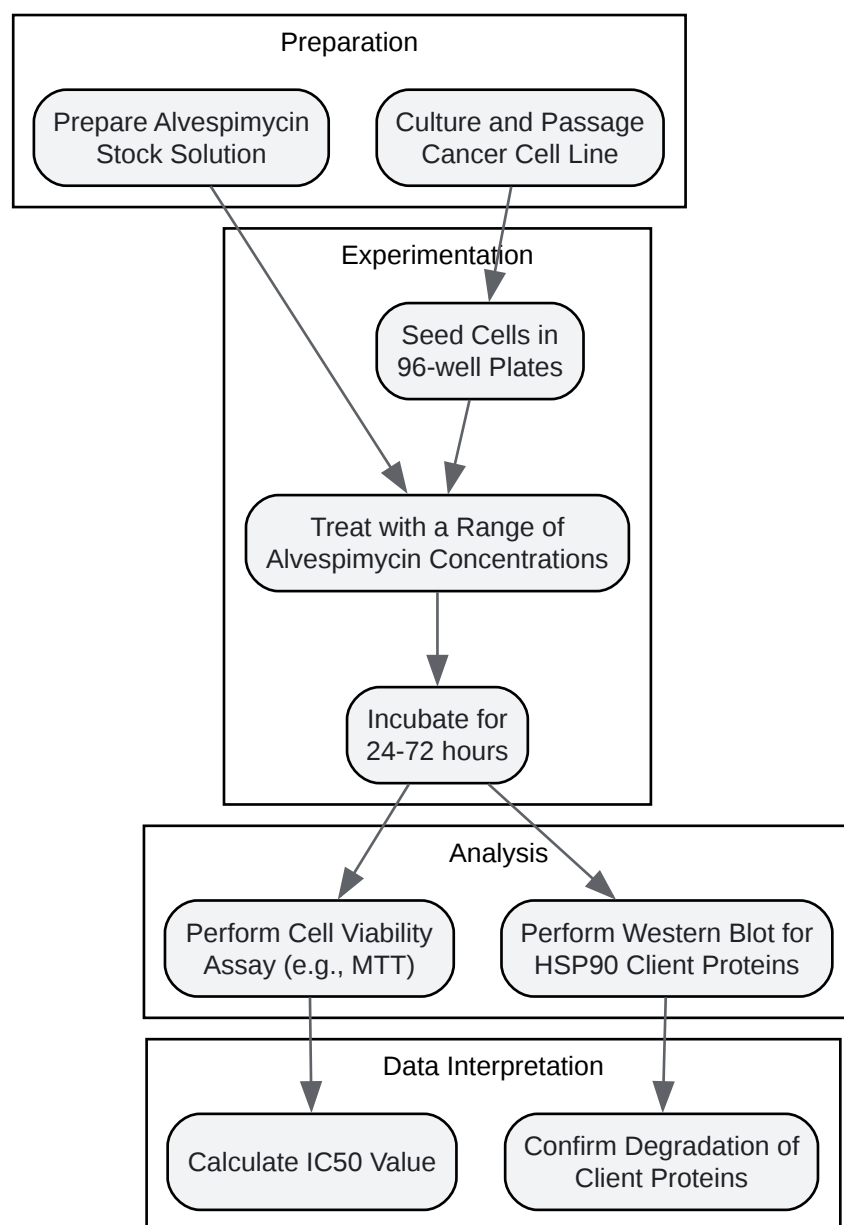 Preparation
Prepare Alvespimycin
Stock Solution
Culture and Passage
Cancer Cell Line
Experimentation
Seed Cells in
96-well Plates
Treat with a Range of
Alvespimycin Concentrations
Incubate for
24-72 hours
Analysis
Perform Cell Viability
Assay (e.g., MTT)
Perform Western Blot for
HSP90 Client Proteins
Data Interpretation
Calculate IC50 Value
Confirm Degradation of
Client Proteins